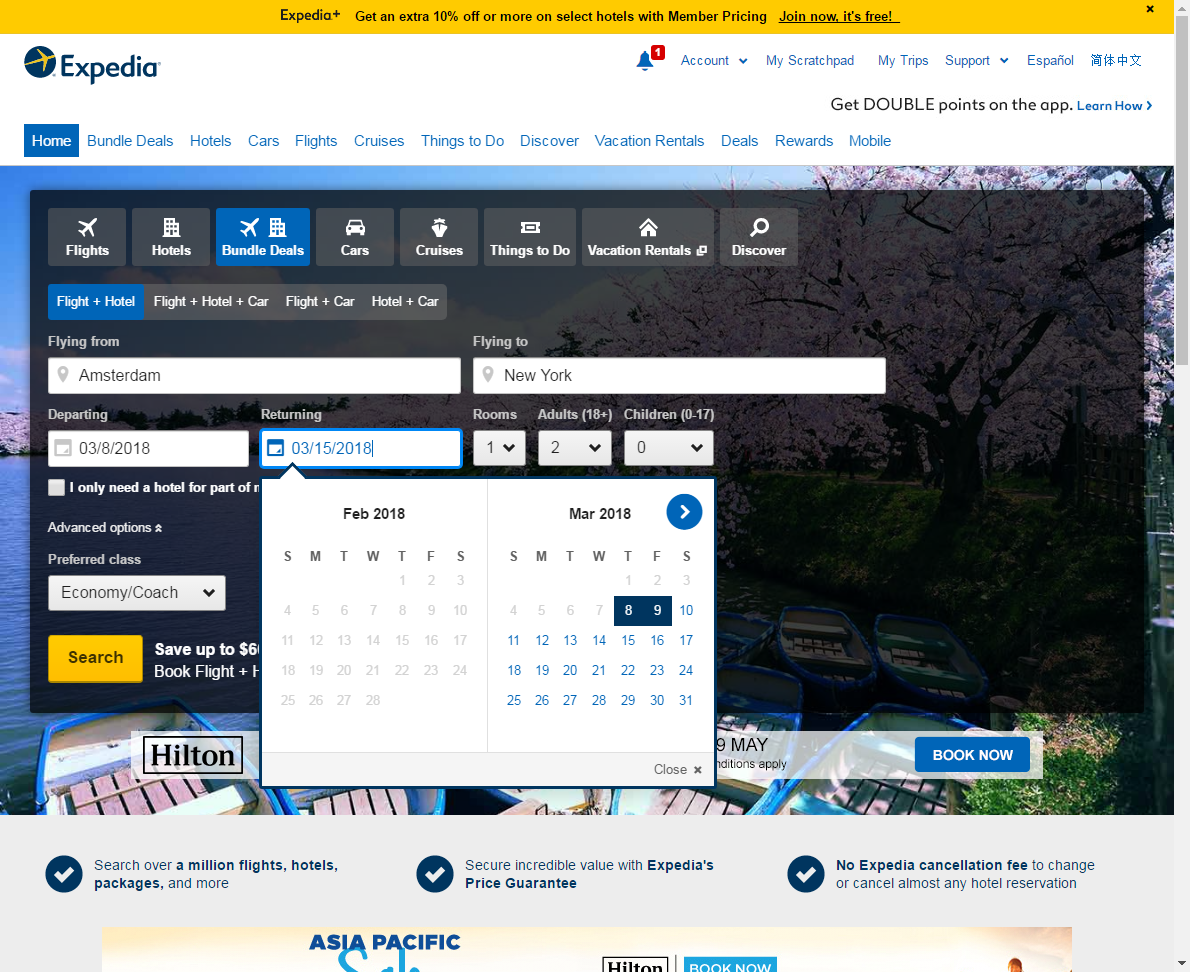 Expedia+ Get an extra 10% off or more on select hotels with Member Pricing Join now, it's free!
Expedia
1 Account My Scratchpad My Trips Support Español 简体中文
Get DOUBLE points on the app. Learn How
Home Bundle Deals Hotels Cars Flights Cruises Things to Do Discover Vacation Rentals Deals Rewards Mobile
Flights Hotels Bundle Deals Cars Cruises Things to Do Vacation Rentals Discover
Flight + Hotel Flight + Hotel + Car Flight + Car Hotel + Car
Flying from Flying to
Amsterdam New York
Departing Returning Rooms Adults (18+) Children (0-17)
03/8/2018 03/15/2018 1 2 0
I only need a hotel for part of
Advanced options
Preferred class
Economy/Coach
Search
Save up to
Book Flight +
Feb 2018
S M T W T F S
1 2 3
4 5 6 7 8 9 10
11 12 13 14 15 16 17
18 19 20 21 22 23 24
25 26 27 28
Mar 2018
S M T W T F S
1 2 3
4 5 6 7 8 9 10
11 12 13 14 15 16 17
18 19 20 21 22 23 24
25 26 27 28 29 30 31
Close
Hilton
9 MAY
apply
BOOK NOW
Search over a million flights, hotels,
packages, and more
Secure incredible value with Expedia's
Price Guarantee
No Expedia cancellation fee to change
or cancel almost any hotel reservation
ASIA PACIFIC
Hilton BOOK NOW